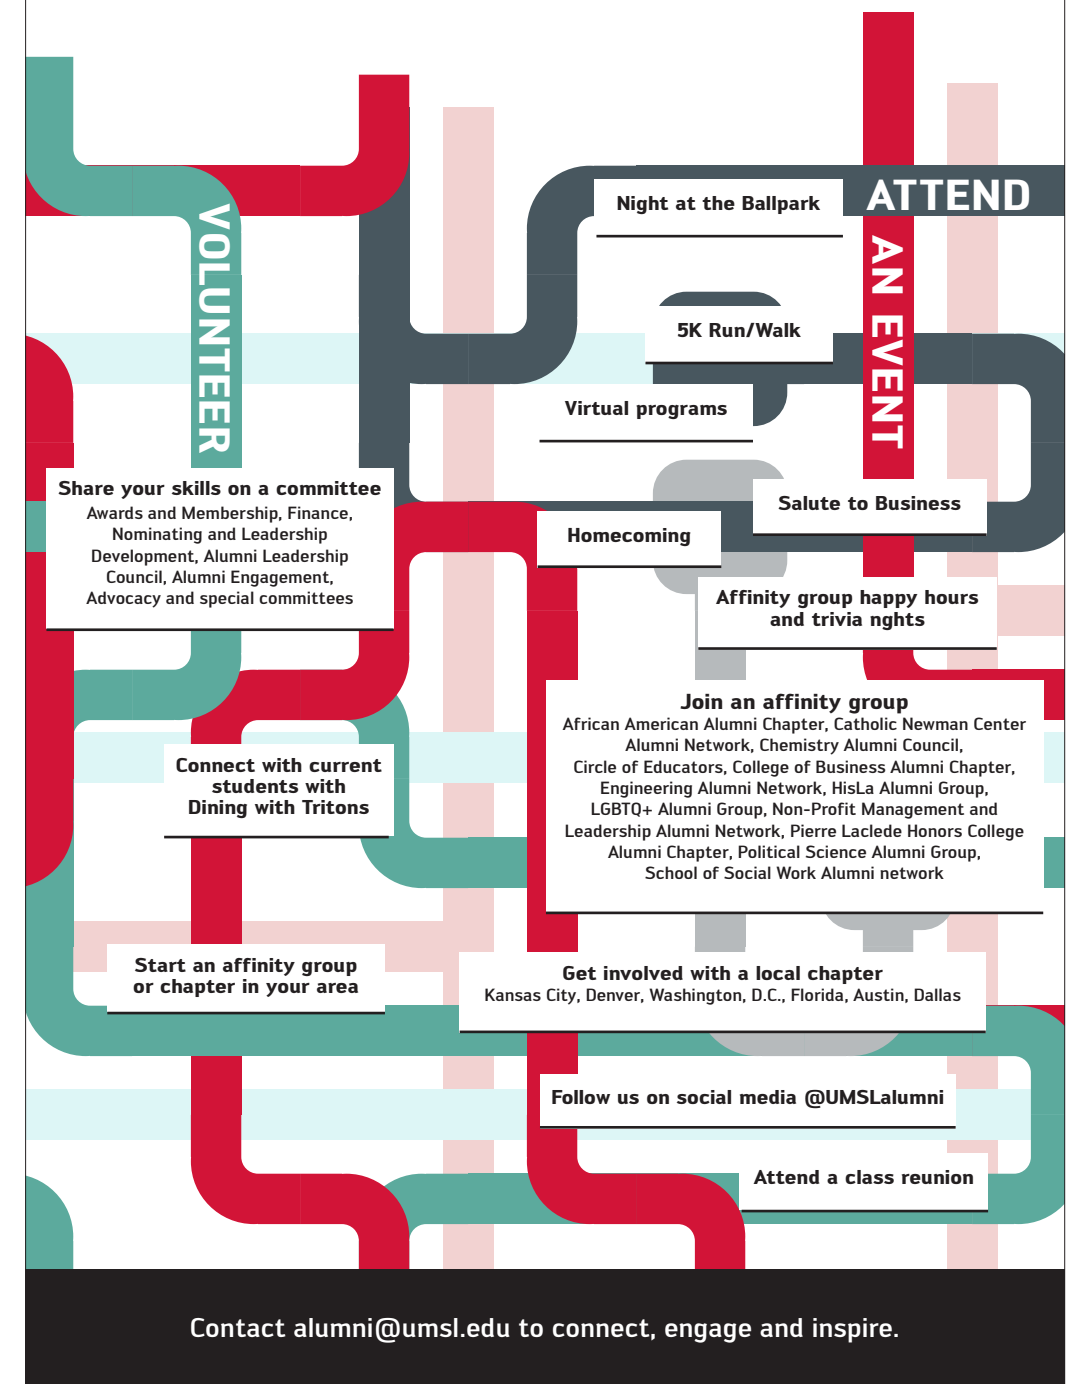 ATTEND
AN EVENT
Night at the Ballpark
VOLUNTEER
5K Run/Walk
Virtual programs
Share your skills on a committee
Awards and Membership, Finance,
Nominating and Leadership
Development, Alumni Leadership
Council, Alumni Engagement,
Advocacy and special committees
Salute to Business
Homecoming
Affinity group happy hours
and trivia nghts
Join an affinity group
African American Alumni Chapter, Catholic Newman Center
Alumni Network, Chemistry Alumni Council,
Circle of Educators, College of Business Alumni Chapter,
Engineering Alumni Network, HisLa Alumni Group,
LGBTQ+ Alumni Group, Non-Profit Management and
Leadership Alumni Network, Pierre Laclede Honors College
Alumni Chapter, Political Science Alumni Group,
School of Social Work Alumni network
Connect with current
students with
Dining with Tritons
Start an affinity group
or chapter in your area
Get involved with a local chapter
Kansas City, Denver, Washington, D.C., Florida, Austin, Dallas
Follow us on social media @UMSLalumni
Attend a class reunion
Contact alumni@umsl.edu to connect, engage and inspire.